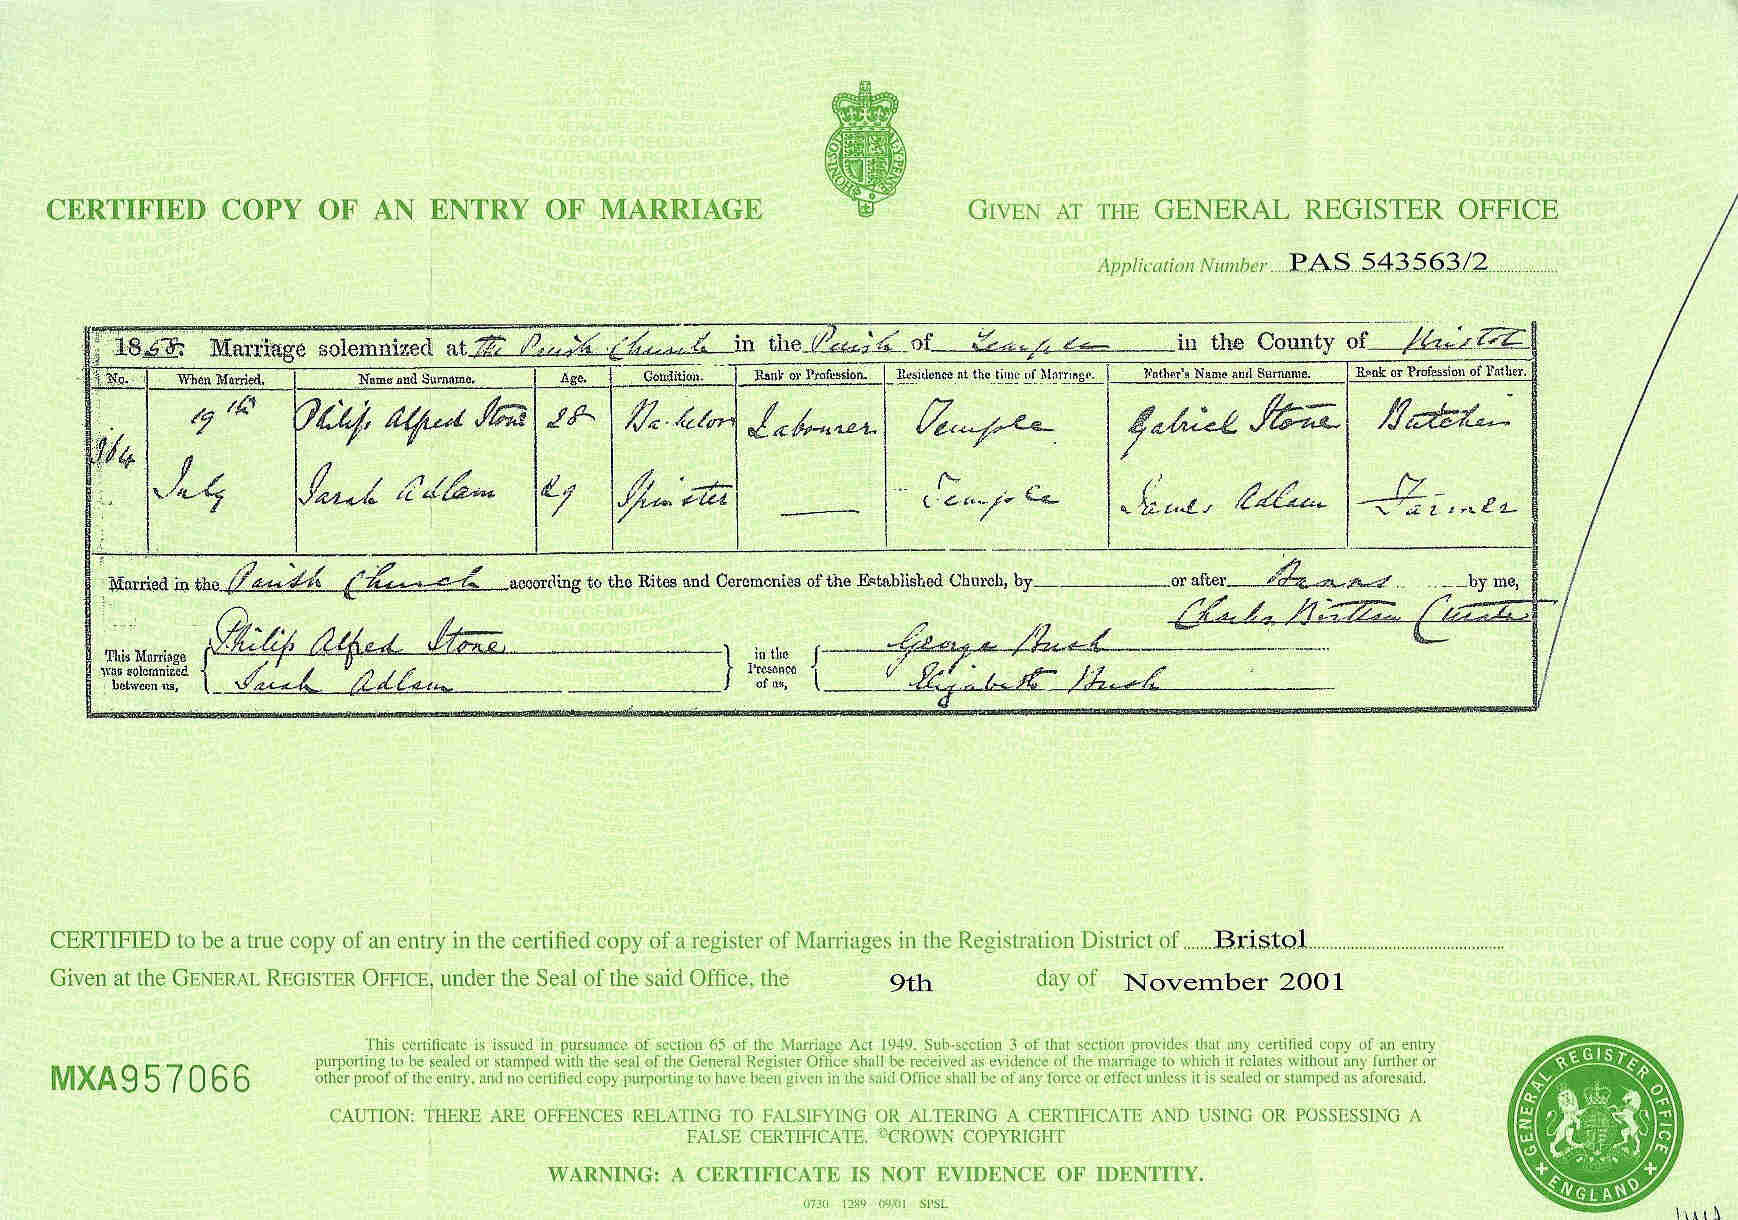 CERTIFIED COPY OF AN ENTRY OF MARRIAGE
GIVEN AT THE GENERAL REGISTER OFFICE
Application Number PAS 543563/2
1858. Marriage solemnized at The Parish Church in the Parish of Temple in the County of Bristol
No. When Married. Name and Surname. Age. Condition. Rank or Profession. Residence at the time of Marriage. Father's Name and Surname. Rank or Profession of Father.
19th Philip Alfred Stone 28 Bachelor Labourer Temple Gabriel Stone Butcher
364
July Sarah Adlam 29 Spinster — Temple James Adlam Farmer
Married in the Parish Church according to the Rites and Ceremonies of the Established Church, by or after Banns by me,
Charles Curate
This Marriage was solemnized between us,
Philip Alfred Stone
Sarah Adlam
in the Presence of us,
George Bush
Elizabeth Bush
CERTIFIED to be a true copy of an entry in the certified copy of a register of Marriages in the Registration District of Bristol
Given at the GENERAL REGISTER OFFICE, under the Seal of the said Office, the 9th day of November 2001
MXA957066
This certificate is issued in pursuance of section 65 of the Marriage Act 1949. Sub-section 3 of that section provides that any certified copy of an entry
purporting to be sealed or stamped with the seal of the General Register Office shall be received as evidence of the marriage to which it relates without any further or
other proof of the entry, and no certified copy purporting to have been given in the said Office shall be of any force or effect unless it is sealed or stamped as aforesaid.
CAUTION: THERE ARE OFFENCES RELATING TO FALSIFYING OR ALTERING A CERTIFICATE AND USING OR POSSESSING A
FALSE CERTIFICATE. ©CROWN COPYRIGHT
WARNING: A CERTIFICATE IS NOT EVIDENCE OF IDENTITY.
0730 1289 09/01 SPSL
GENERAL REGISTER OFFICE
ENGLAND